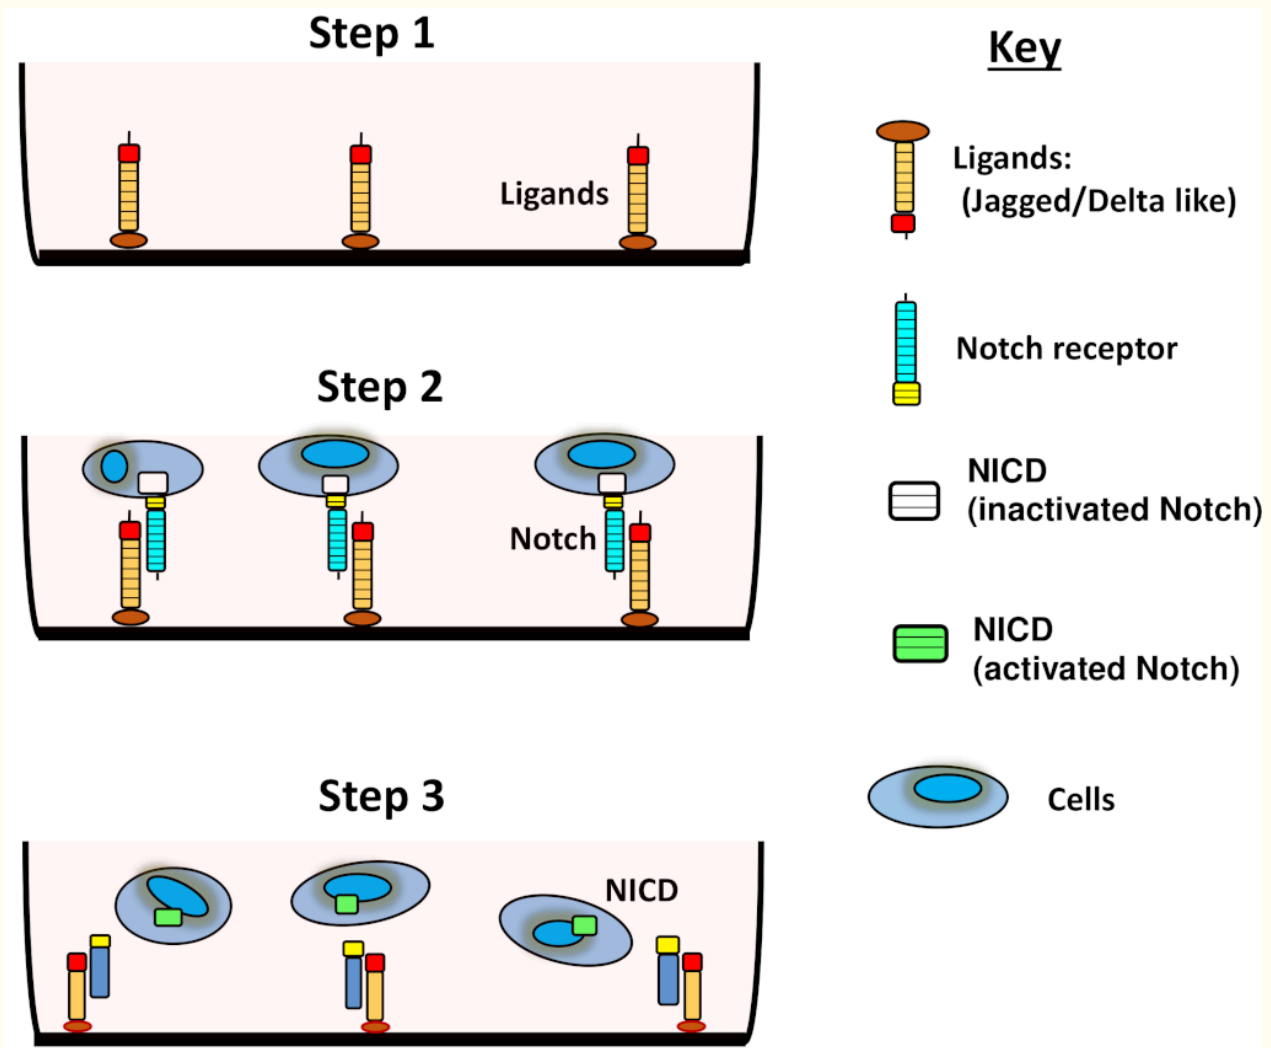 Step 1
Ligands
Step 2
Notch
Step 3
NICD
Key
Ligands:
(Jagged/Delta like)
Notch receptor
NICD
(inactivated Notch)
NICD
(activated Notch)
Cells